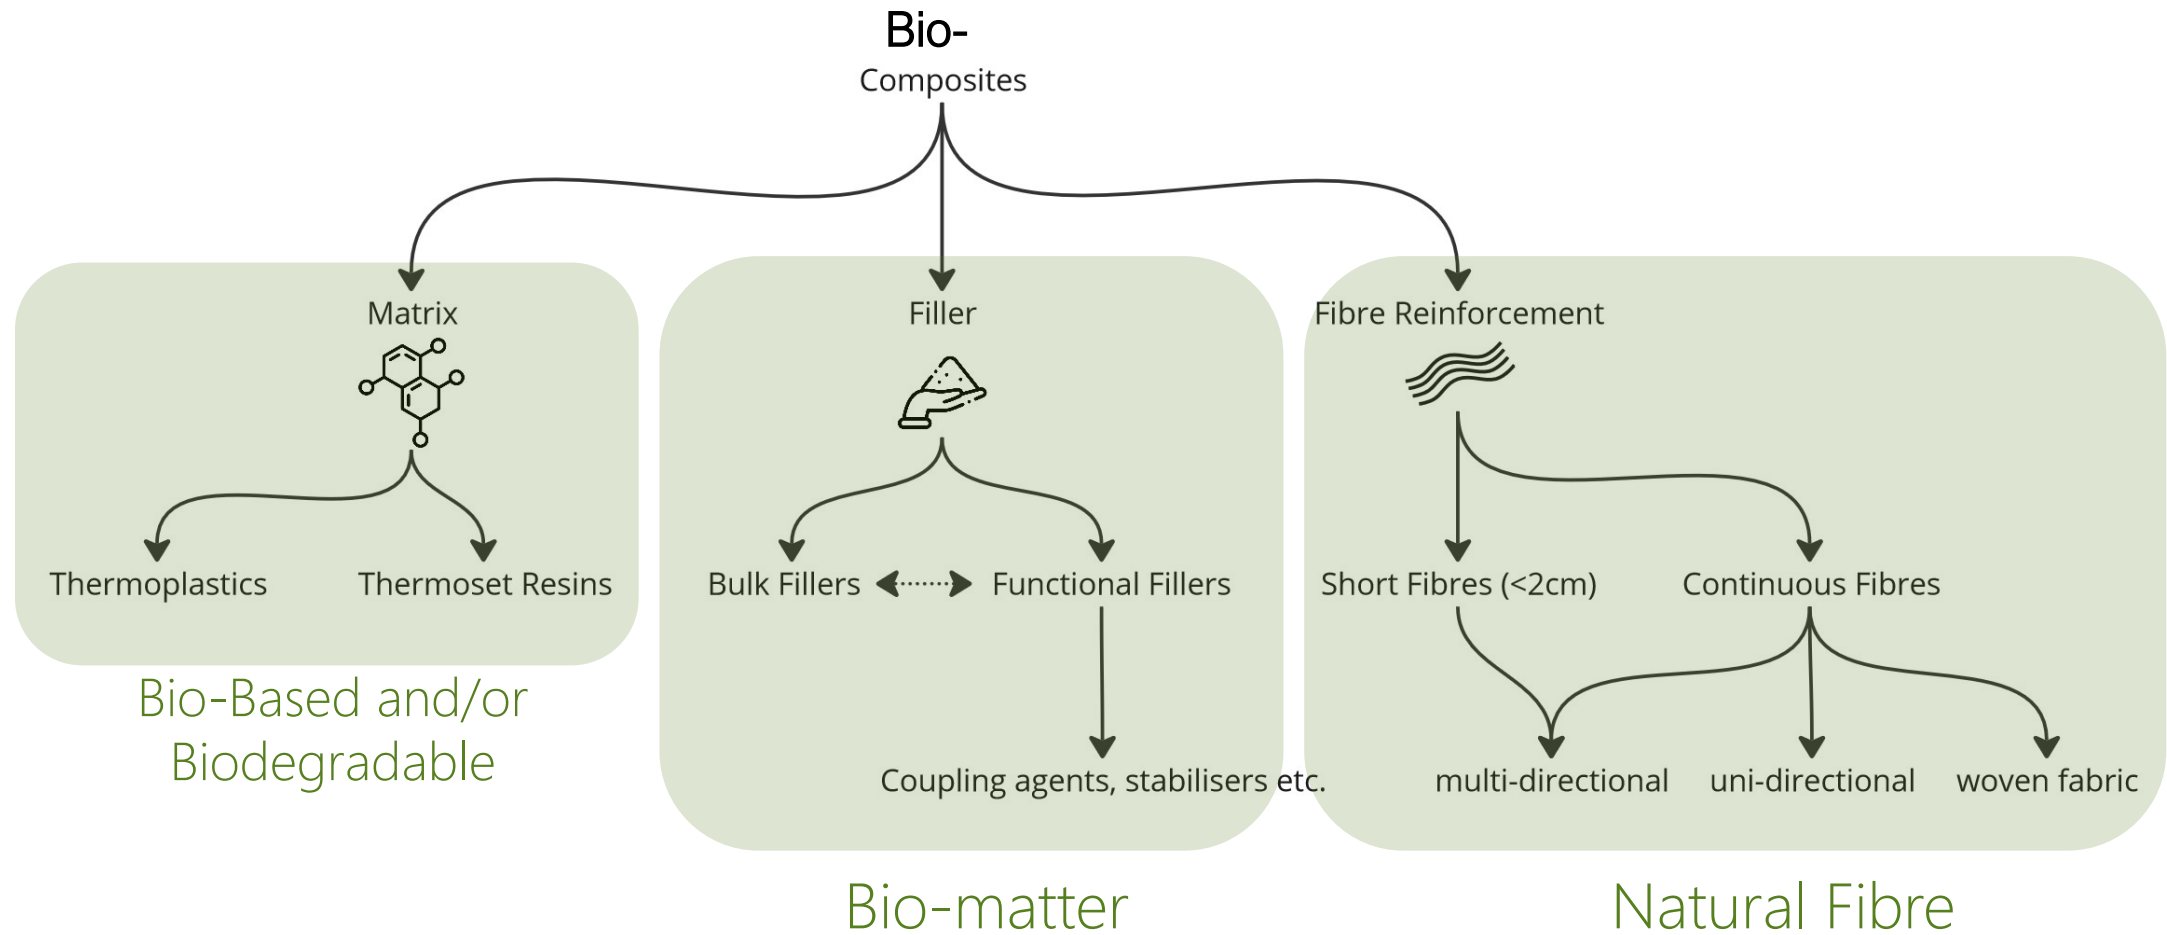 Bio-
Composites
Matrix
Filler
Fibre Reinforcement
Thermoplastics
Thermoset Resins
Bulk Fillers
Functional Fillers
Short Fibres (<2cm)
Continuous Fibres
Coupling agents, stabilisers etc.
multi-directional
uni-directional
woven fabric
Bio-Based and/or
Biodegradable
Bio-matter
Natural Fibre